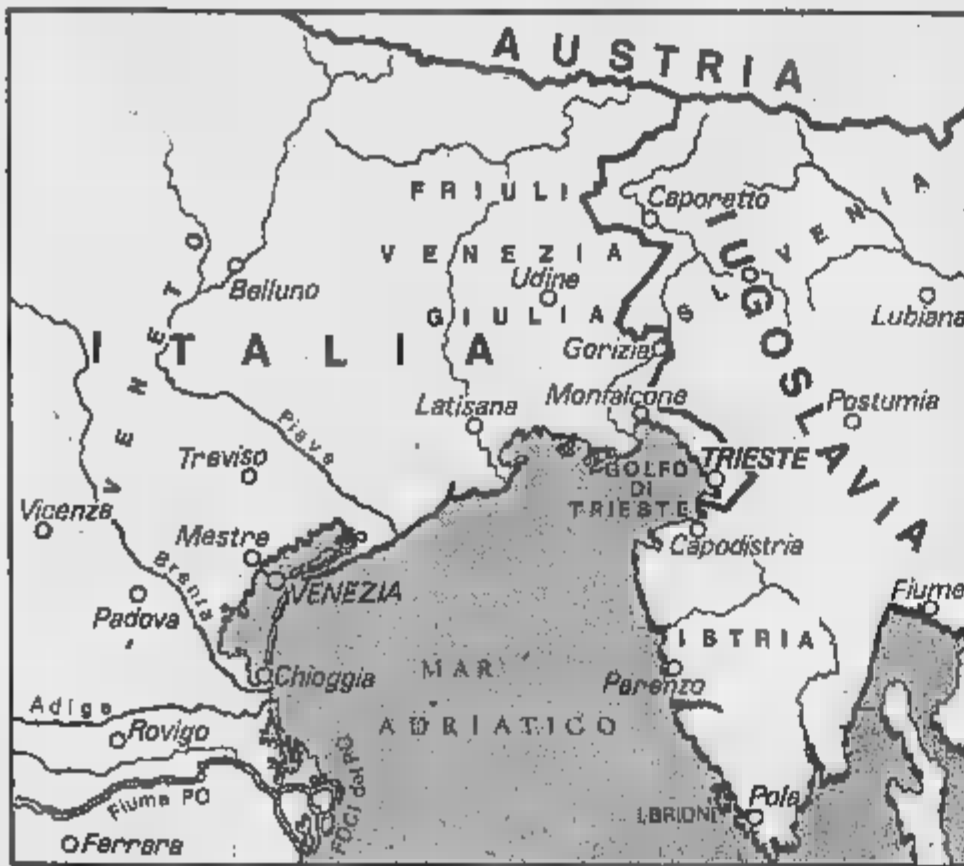 AUSTRIA
FRIULI
VENEZIA
GIULIA
Caporetto
SLOVENIA
IUGOSLAVIA
VENETO
Belluno
Udine
Lubiana
ITALIA
Gorizia
Latisana
Monfalcone
Postumia
Piave
Treviso
TRIESTE
GOLFO
DI
TRIESTE
Vicenza
Mestre
Capodistria
Brenta
VENEZIA
Fiume
Padova
ISTRIA
Chioggia
MAR
Parenzo
Adige
ADRIATICO
Rovigo
FOCI del PO
Fiume PO
I.BRIONI
Pola
Ferrara